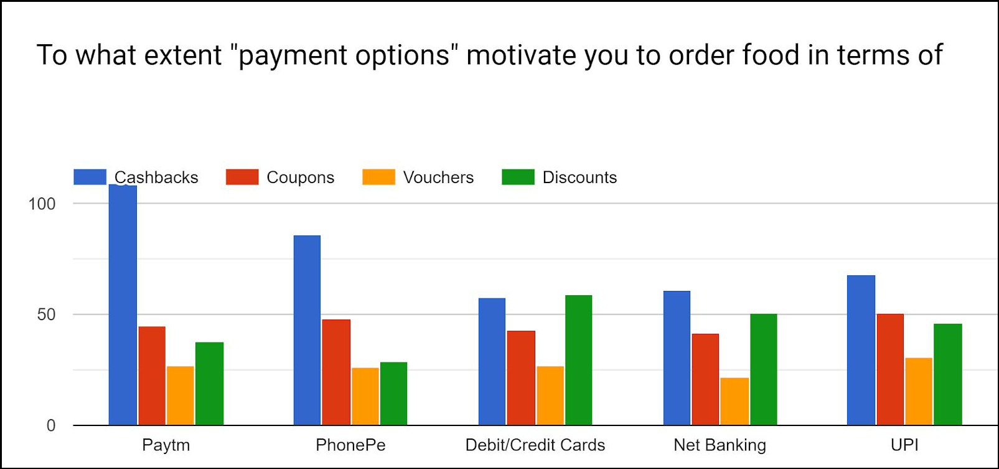 To what extent "payment options" motivate you to order food in terms of
Cashbacks Coupons Vouchers Discounts
100
50
0
Paytm PhonePe Debit/Credit Cards Net Banking UPI